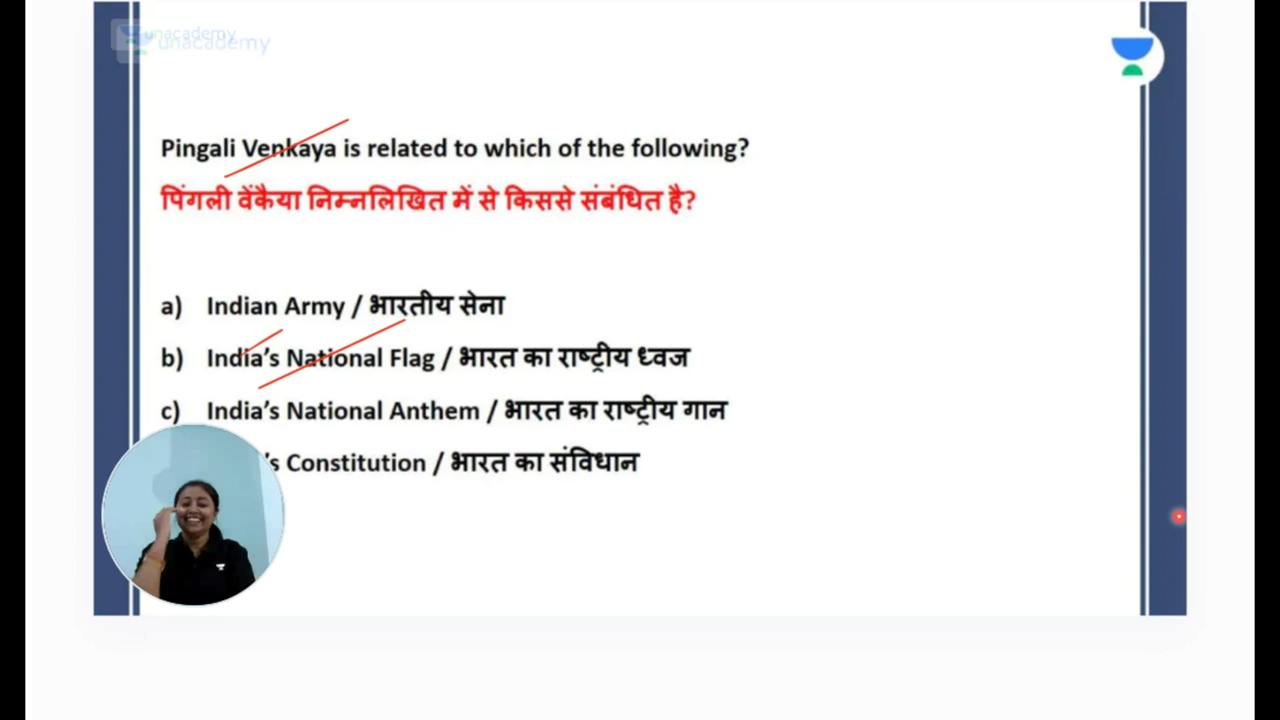 unacademy
unacademy
Pingali Venkaya is related to which of the following?
पिंगली वेंकैया निम्नलिखित में से किससे संबंधित है?
a) Indian Army / भारतीय सेना
b) India’s National Flag / भारत का राष्ट्रीय ध्वज
c) India’s National Anthem / भारत का राष्ट्रीय गान
’s Constitution / भारत का संविधान